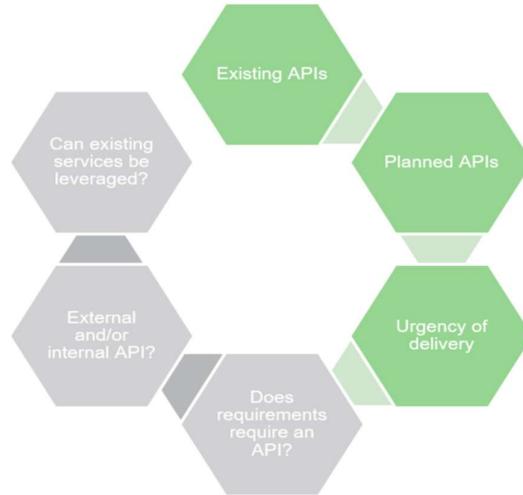 Existing APIs
Planned APIs
Urgency of
delivery
Does
requirements
require an
API?
External
and/or
internal API?
Can existing
services be
leveraged?